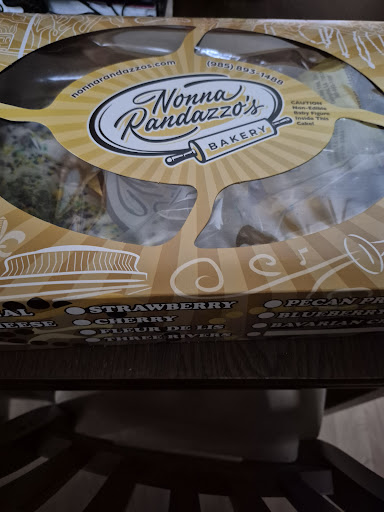 nonnarandazzos.com
(985)-893-1488
Nonna
Randazzo's
BAKERY
CAUTION
Non-Edible
Baby Figure
Inside This
Cake!
STRAWBERRY
CHERRY
FLEUR DE LIS
THREE RIVERS
PECAN
BLUEBERRY
BAVARIAN